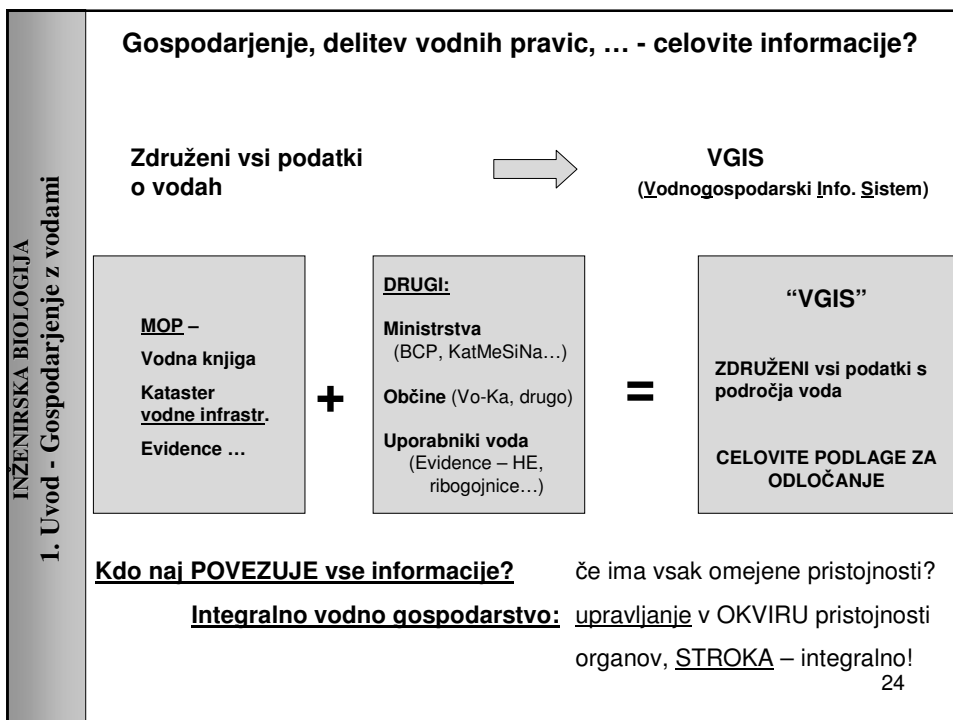 Gospodarjenje, delitev vodnih pravic, … - celovite informacije?
INŽENIRSKA BIOLOGIJA
1. Uvod - Gospodarjenje z vodami
Združeni vsi podatki
o vodah
VGIS
(Vodnogospodarski Info. Sistem)
MOP –
Vodna knjiga
Kataster
vodne infrastr.
Evidence …
+
DRUGI:
Ministrstva
(BCP, KatMeSiNa…)
Občine (Vo-Ka, drugo)
Uporabniki voda
(Evidence – HE,
ribogojnice…)
=
“VGIS”
ZDRUŽENI vsi podatki s
področja voda
CELOVITE PODLAGE ZA
ODLOČANJE
Kdo naj POVEZUJE vse informacije? če ima vsak omejene pristojnosti?
Integralno vodno gospodarstvo: upravljanje v OKVIRU pristojnosti
organov, STROKA – integralno!
24